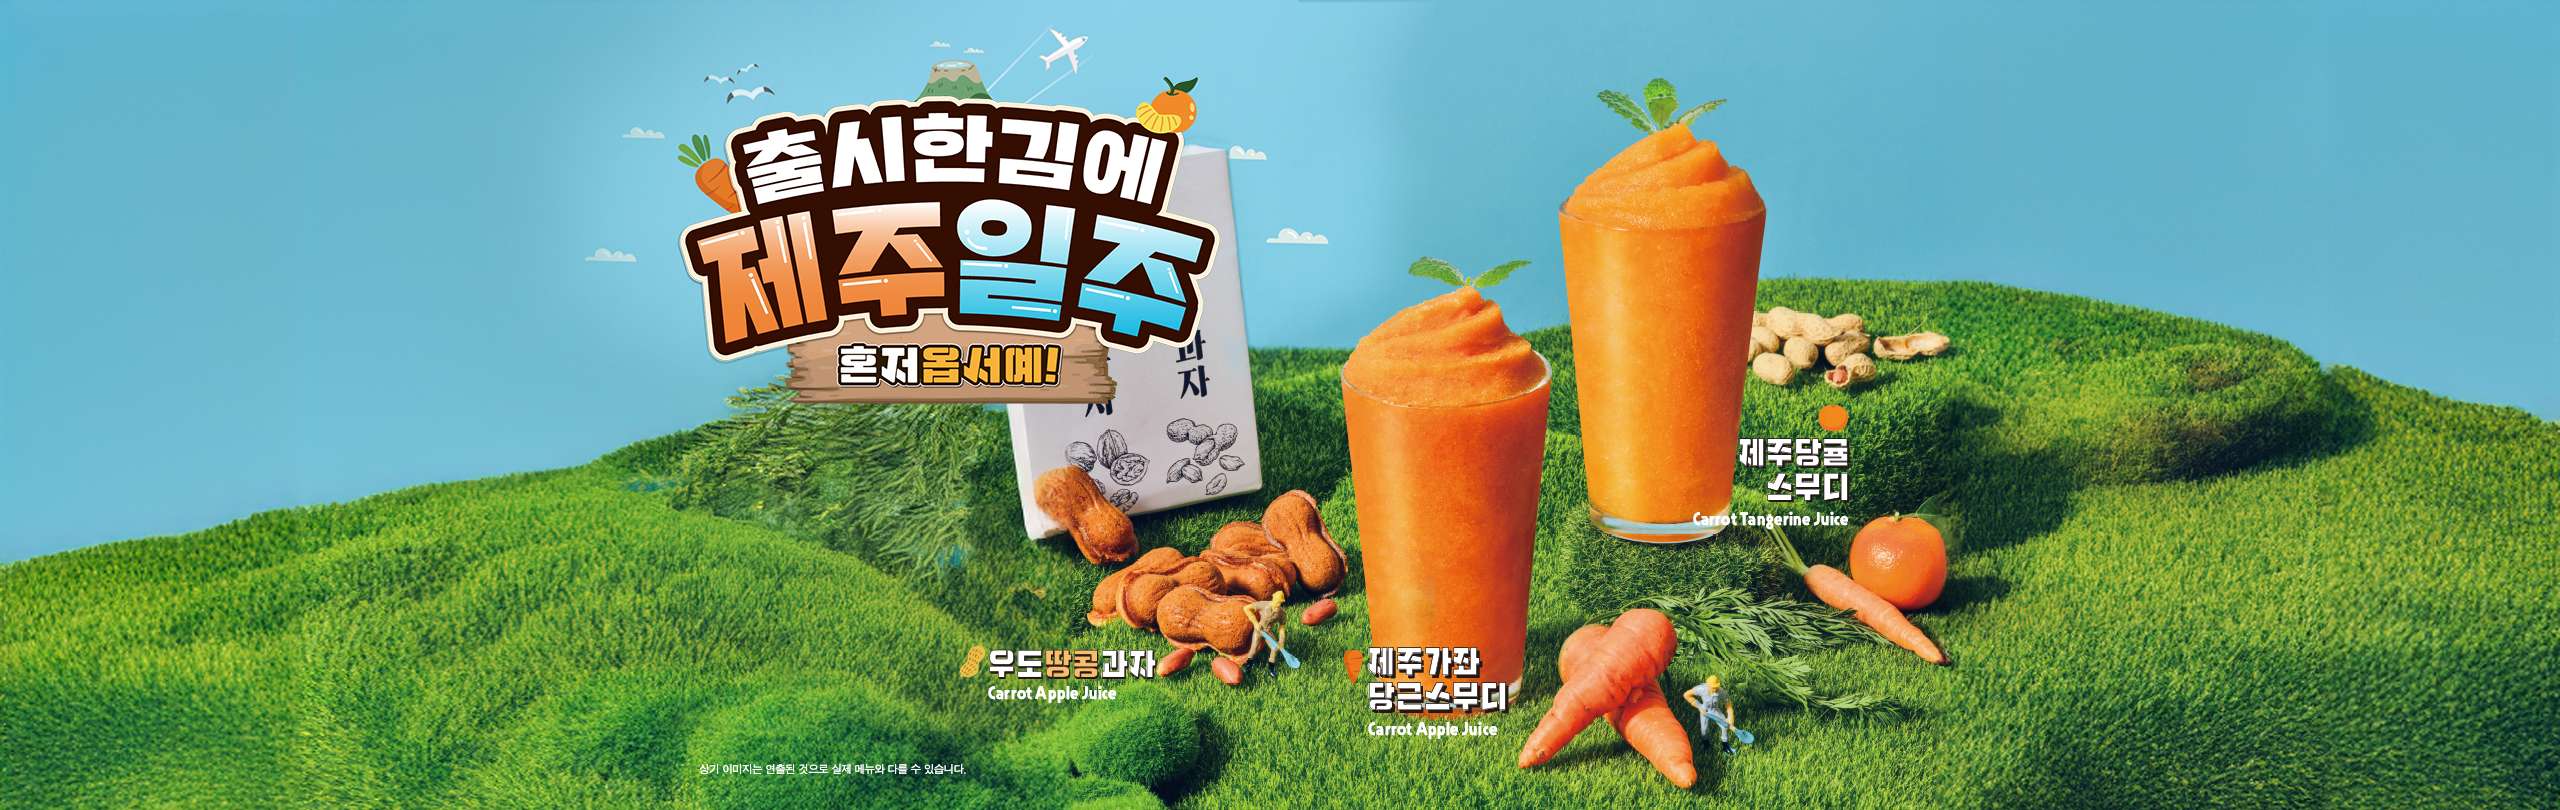 출시한김에
제주일주
혼저옵서예!
과자
제주당귤
스무디
Carrot Tangerine Juice
우도땅콩과자
Carrot Apple Juice
제주가좌
당근스무디
Carrot Apple Juice
상기 이미지는 연출된 것으로 실제 메뉴와 다를 수 있습니다.